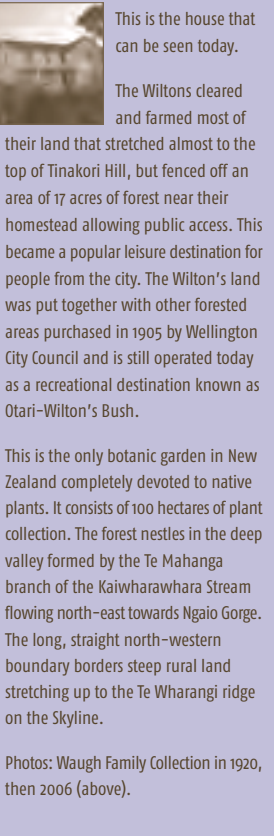 This is the house that
can be seen today.
The Wiltons cleared
and farmed most of
their land that stretched almost to the
top of Tinakori Hill, but fenced off an
area of 17 acres of forest near their
homestead allowing public access. This
became a popular leisure destination for
people from the city. The Wilton's land
was put together with other forested
areas purchased in 1905 by Wellington
City Council and is still operated today
as a recreational destination known as
Otari-Wilton's Bush.
This is the only botanic garden in New
Zealand completely devoted to native
plants. It consists of 100 hectares of plant
collection. The forest nestles in the deep
valley formed by the Te Mahanga
branch of the Kaiwharawhara Stream
flowing north-east towards Ngaio Gorge.
The long, straight north-western
boundary borders steep rural land
stretching up to the Te Wharangi ridge
on the Skyline.
Photos: Waugh Family Collection in 1920,
then 2006 (above).